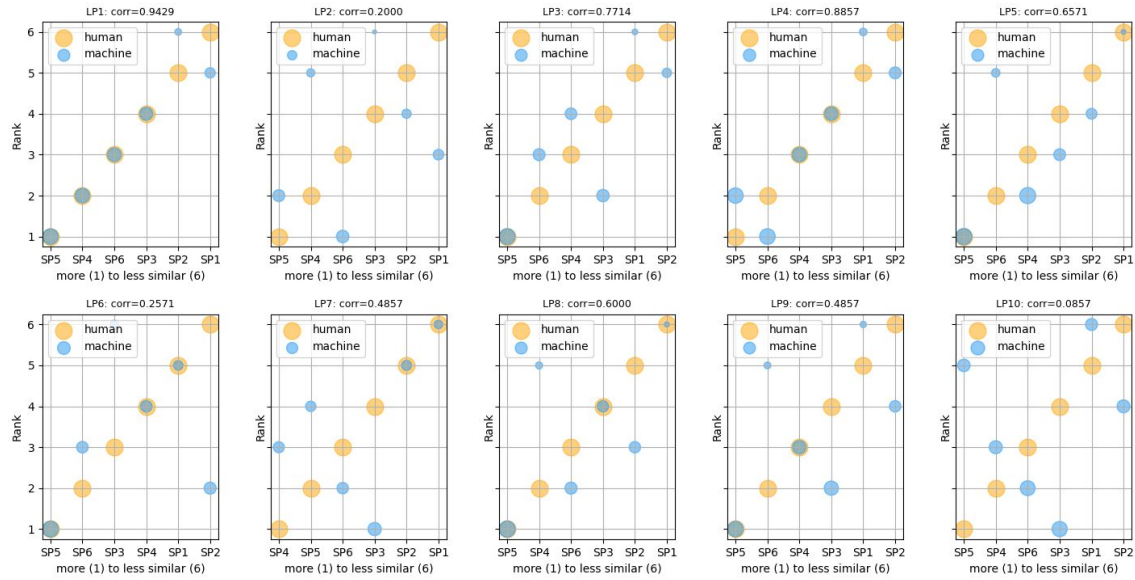 LP1: corr=0.9429
LP2: corr=0.2000
LP3: corr=0.7714
LP4: corr=0.8857
LP5: corr=0.6571
6
5
4
3
2
1
Rank
human
machine
SP5 SP4 SP6 SP3 SP2 SP1
more (1) to less similar (6)
Rank
human
machine
SP5 SP4 SP6 SP3 SP2 SP1
more (1) to less similar (6)
Rank
human
machine
SP5 SP6 SP4 SP3 SP1 SP2
more (1) to less similar (6)
Rank
human
machine
SP5 SP6 SP4 SP3 SP1 SP2
more (1) to less similar (6)
Rank
human
machine
SP5 SP6 SP4 SP3 SP2 SP1
more (1) to less similar (6)
LP6: corr=0.2571
LP7: corr=0.4857
LP8: corr=0.6000
LP9: corr=0.4857
LP10: corr=0.0857
6
5
4
3
2
1
Rank
human
machine
SP5 SP6 SP3 SP4 SP1 SP2
more (1) to less similar (6)
Rank
human
machine
SP4 SP5 SP6 SP3 SP2 SP1
more (1) to less similar (6)
Rank
human
machine
SP5 SP4 SP6 SP3 SP2 SP1
more (1) to less similar (6)
Rank
human
machine
SP5 SP6 SP4 SP3 SP1 SP2
more (1) to less similar (6)
Rank
human
machine
SP5 SP4 SP6 SP3 SP1 SP2
more (1) to less similar (6)